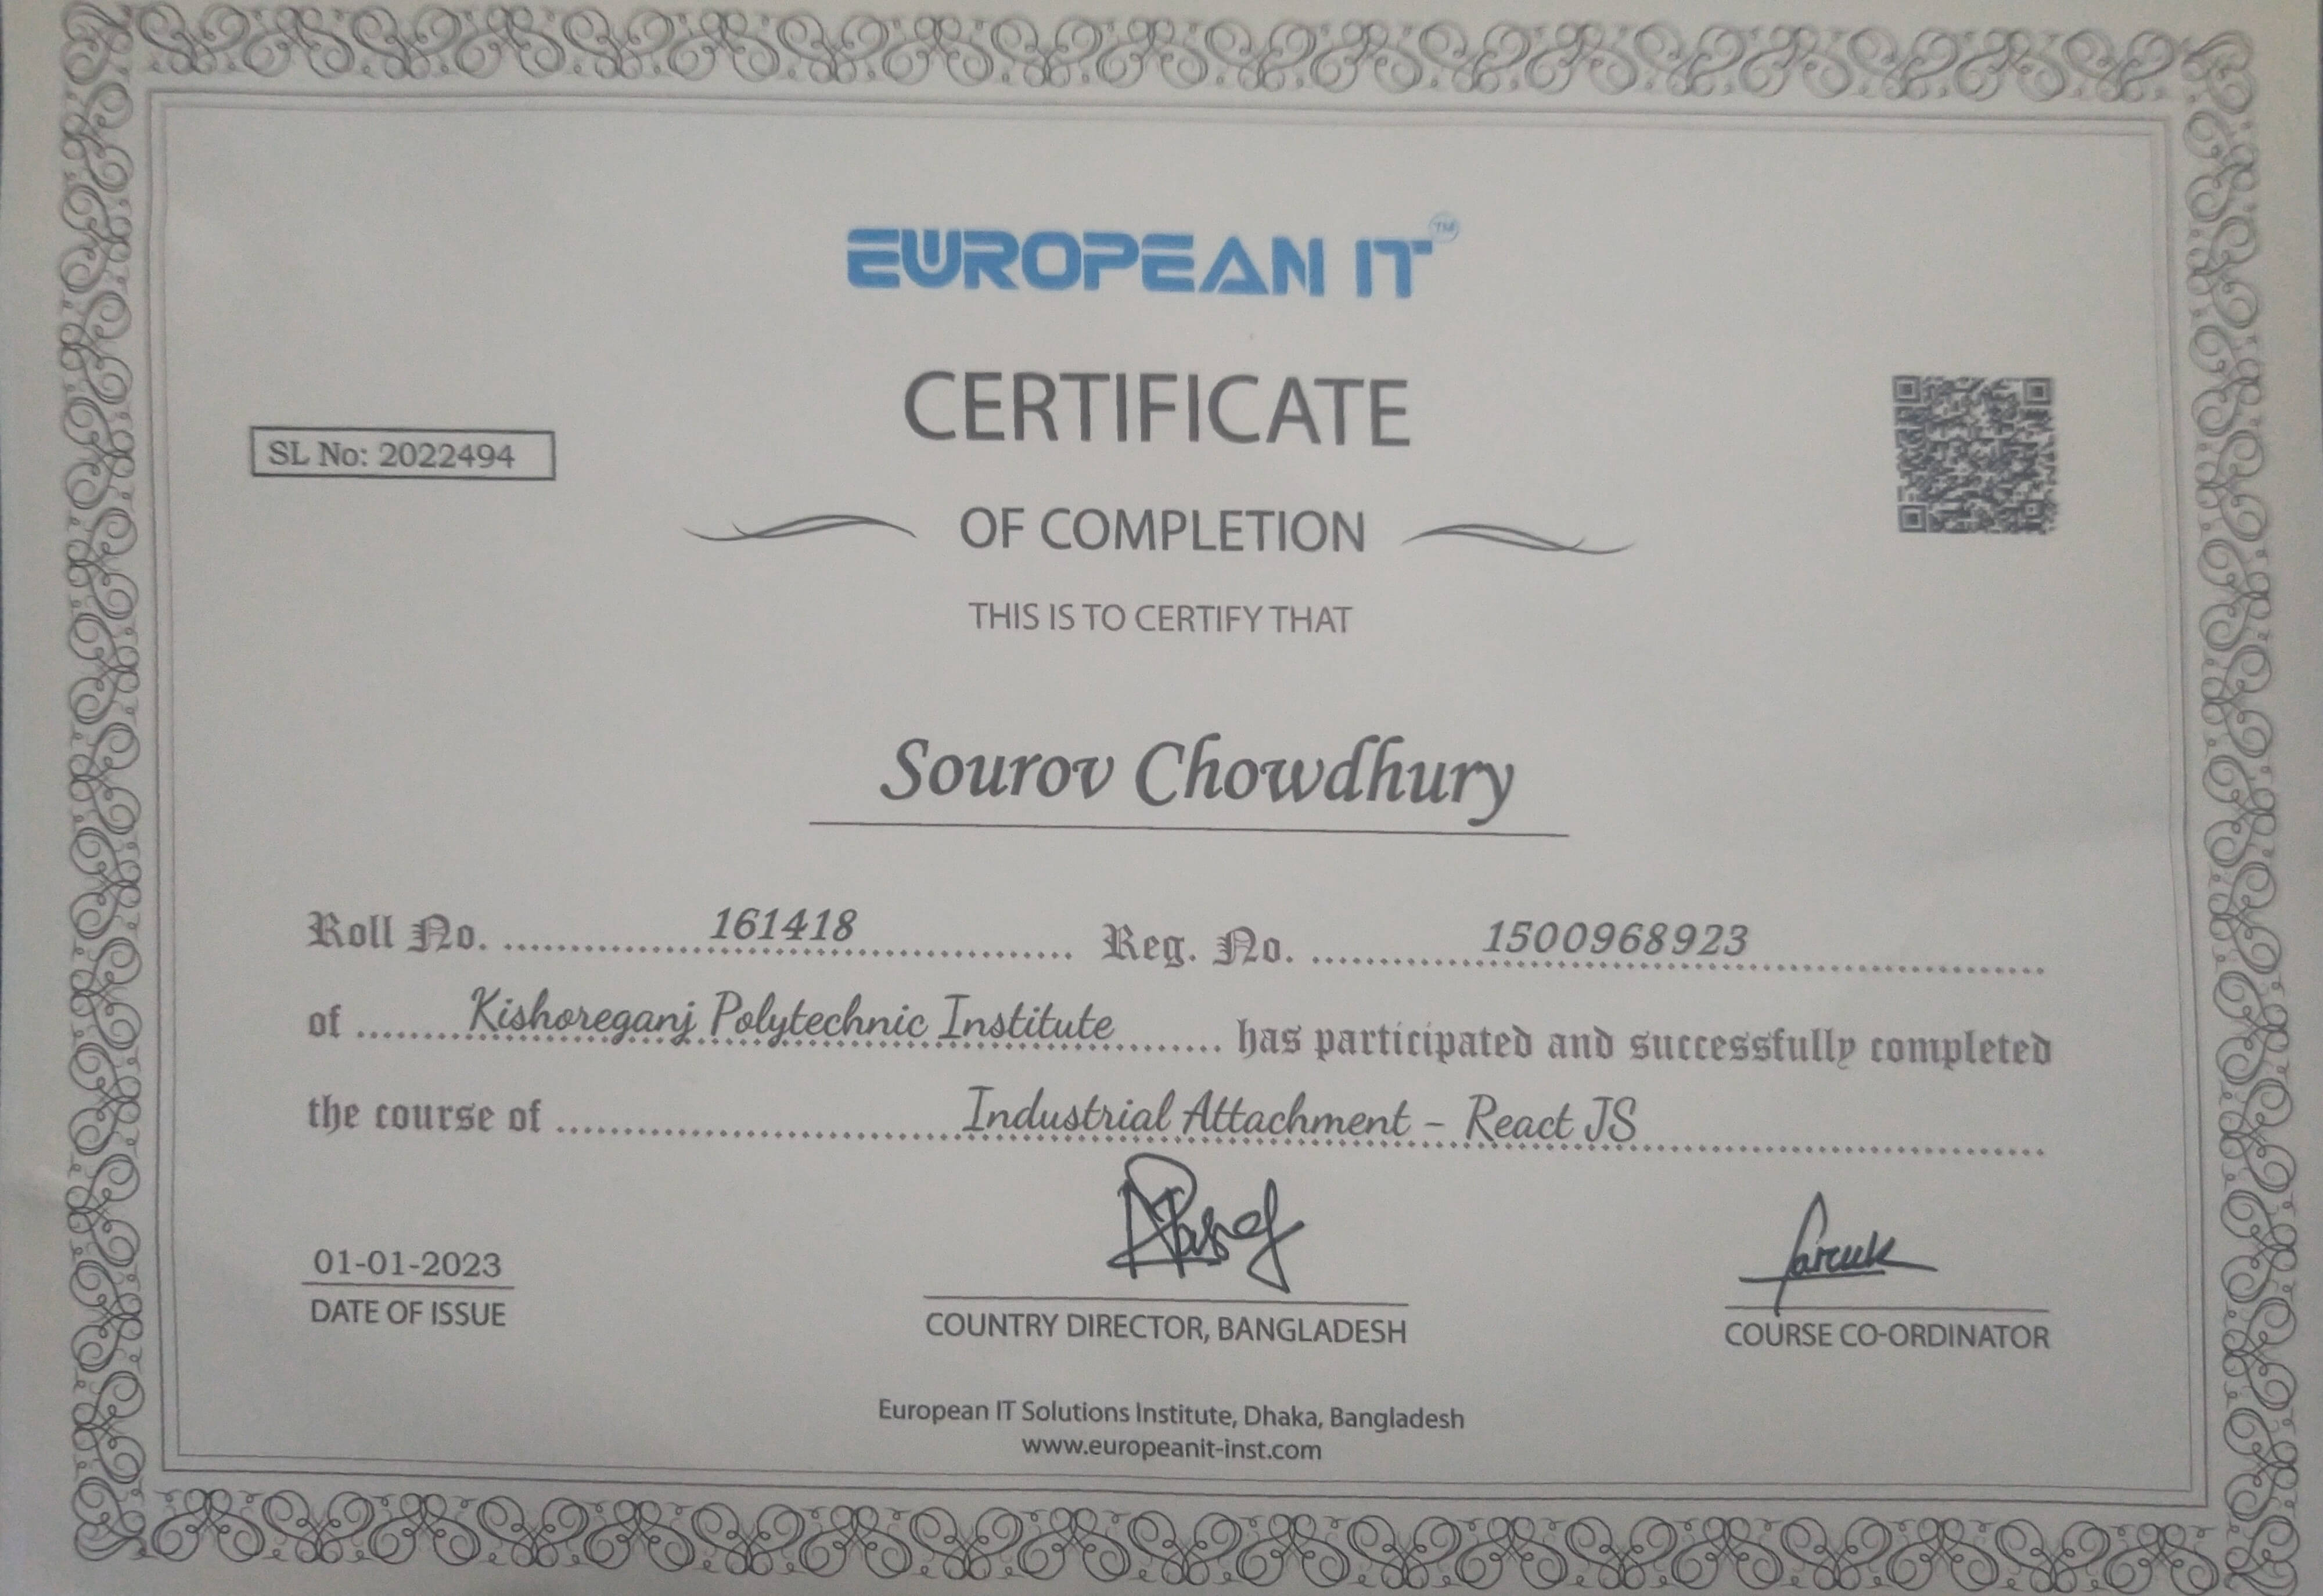 EUROPEAN IT™
CERTIFICATE
SL No: 2022494
OF COMPLETION
THIS IS TO CERTIFY THAT
Sourov Chowdhury
Roll No. 161418 Reg. No. 1500968923
of Kishoreganj Polytechnic Institute has participated and successfully completed
the course of Industrial Attachment - React JS
01-01-2023
DATE OF ISSUE
COUNTRY DIRECTOR, BANGLADESH
COURSE CO-ORDINATOR
European IT Solutions Institute, Dhaka, Bangladesh
www.europeanit-inst.com